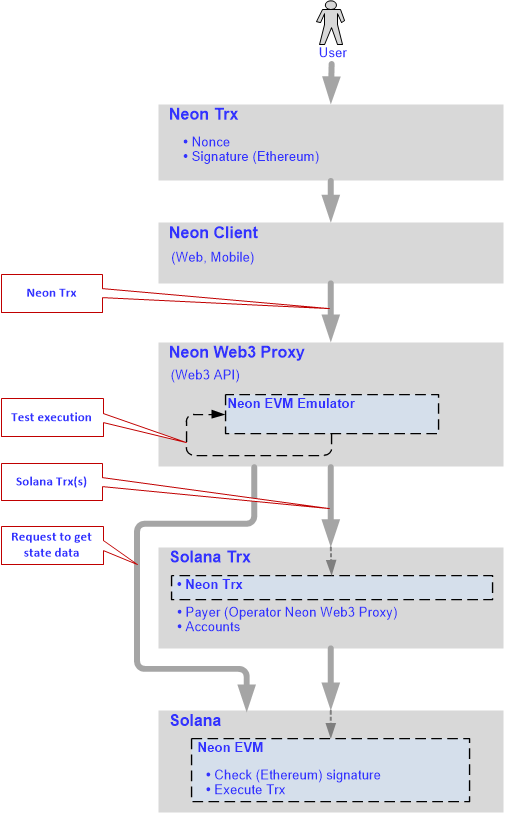 User
Neon Trx
• Nonce
• Signature (Ethereum)
Neon Client
(Web, Mobile)
Neon Trx
Neon Web3 Proxy
(Web3 API)
Neon EVM Emulator
Test execution
Solana Trx(s)
Request to get
state data
Solana Trx
• Neon Trx
• Payer (Operator Neon Web3 Proxy)
• Accounts
Solana
Neon EVM
• Check (Ethereum) signature
• Execute Trx